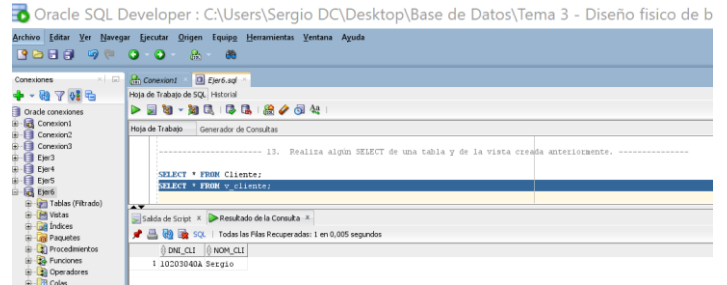 Oracle SQL Developer : C:\Users\Sergio DC\Desktop\Base de Datos\Tema 3 - Diseño fisico de b
Archivo Editar Ver Navegar Ejecutar Origen Equipo Herramientas Ventana Ayuda
Conexiones
Conexion1
Ejer6.sql
Hoja de Trabajo de SQL Historial
Oracle conexiones
Conexion1
Conexion2
Conexion3
Ejer3
Ejer4
Ejer5
Ejer6
Tablas (Filtrado)
Vistas
Índices
Paquetes
Procedimientos
Funciones
Operadores
Colas
Hoja de Trabajo Generador de Consultas
---------------------- 13. Realiza algún SELECT de una tabla y de la vista creada anteriormente. ----------------
SELECT * FROM Cliente;
SELECT * FROM v_cliente;
Salida de Script Resultado de la Consulta
SQL | Todas las Filas Recuperadas: 1 en 0,005 segundos
DNI_CLI NOM_CLI
1 10203040A Sergio